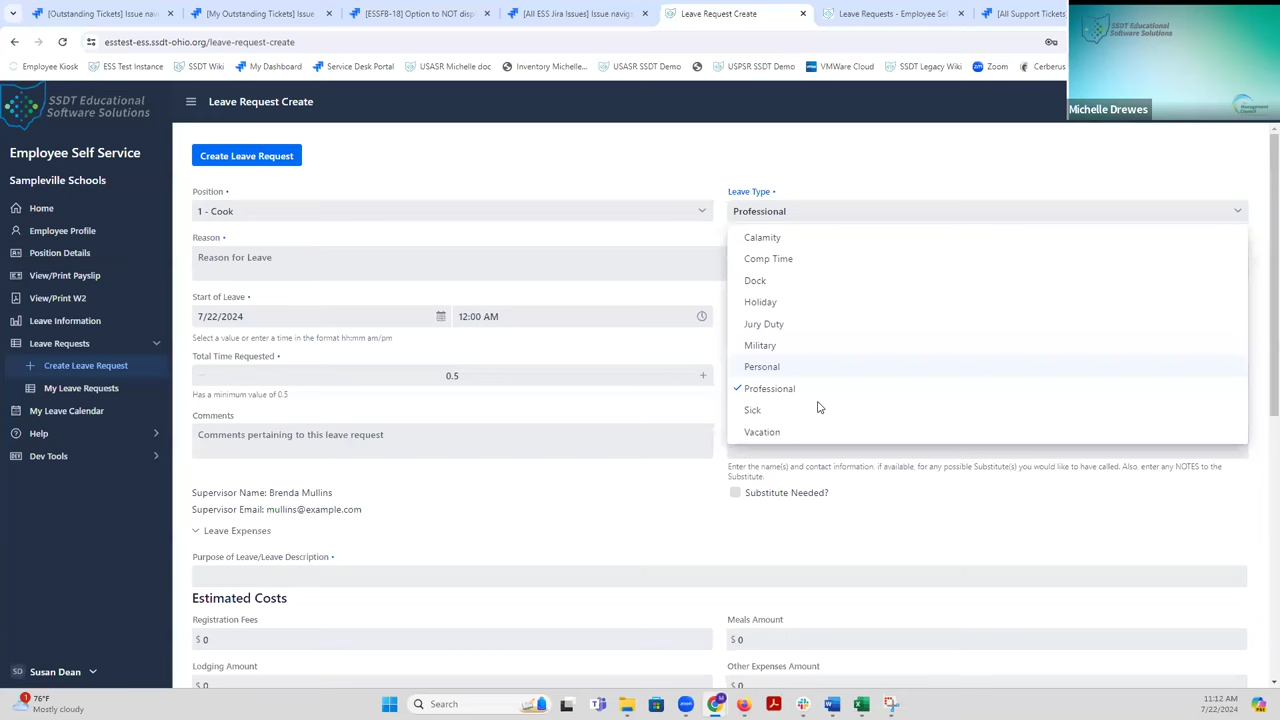 [Outstanding Tickets] Issue nav
[My Outstanding Tickets] Issue
[SSFB-18] Option to NOT display
[All ESS Jira Issues] Issue navig
Leave Request Create
Leave Requests - Employee Sel
[All Support Tickets
esstest-ess.ssdt-ohio.org/leave-request-create
Employee Kiosk
ESS Test Instance
SSDT Wiki
My Dashboard
Service Desk Portal
USASR Michelle doc
Inventory Michelle...
USASR SSDT Demo
USPSR SSDT Demo
VMWare Cloud
SSDT Legacy Wiki
Zoom
Cerberus
SSDT Educational
Software Solutions
Michelle Drewes
SSDT Educational
Software Solutions
Leave Request Create
Employee Self Service
Sampleville Schools
Home
Employee Profile
Position Details
View/Print Payslip
View/Print W2
Leave Information
Leave Requests
Create Leave Request
My Leave Requests
My Leave Calendar
Help
Dev Tools
SD Susan Dean
Create Leave Request
Position •
1 - Cook
Leave Type •
Professional
Calamity
Comp Time
Dock
Holiday
Jury Duty
Military
Personal
Professional
Sick
Vacation
Reason •
Reason for Leave
Start of Leave •
7/22/2024
12:00 AM
Select a value or enter a time in the format hh:mm am/pm
Total Time Requested •
0.5
Has a minimum value of 0.5
Comments
Comments pertaining to this leave request
Enter the name(s) and contact information, if available, for any possible Substitute(s) you would like to have called. Also, enter any NOTES to the
Substitute.
Substitute Needed?
Supervisor Name: Brenda Mullins
Supervisor Email: mullins@example.com
Leave Expenses
Purpose of Leave/Leave Description •
Estimated Costs
Registration Fees
$ 0
Meals Amount
$ 0
Lodging Amount
$ 0
Other Expenses Amount
$ 0
1
76°F
Mostly cloudy
Search
11:12 AM
7/22/2024